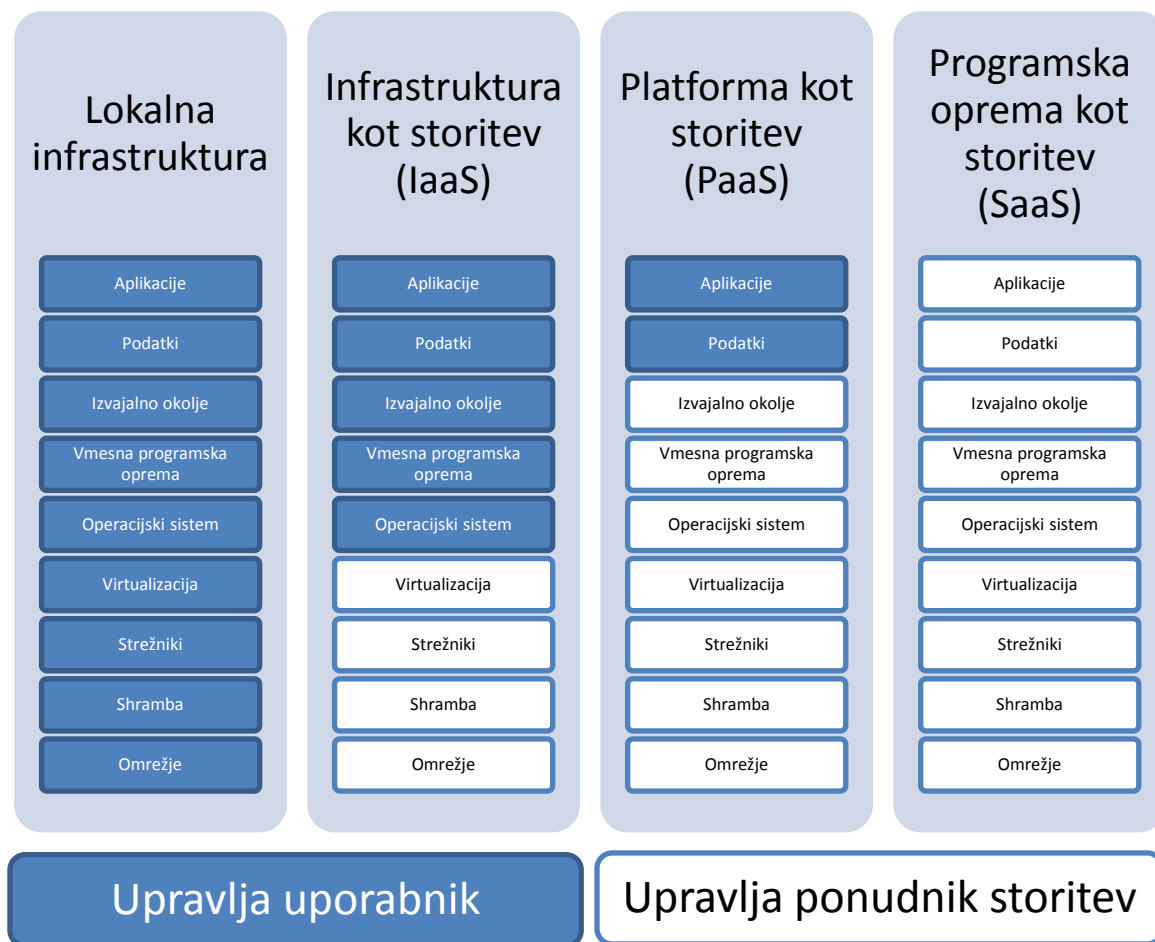 Lokalna
infrastruktura
Aplikacije
Podatki
Izvajalno okolje
Vmesna programska
oprema
Operacijski sistem
Virtualizacija
Strežniki
Shramba
Omrežje
Infrastruktura
kot storitev
(IaaS)
Aplikacije
Podatki
Izvajalno okolje
Vmesna programska
oprema
Operacijski sistem
Virtualizacija
Strežniki
Shramba
Omrežje
Platforma kot
storitev
(PaaS)
Aplikacije
Podatki
Izvajalno okolje
Vmesna programska
oprema
Operacijski sistem
Virtualizacija
Strežniki
Shramba
Omrežje
Programska
oprema kot
storitev
(SaaS)
Aplikacije
Podatki
Izvajalno okolje
Vmesna programska
oprema
Operacijski sistem
Virtualizacija
Strežniki
Shramba
Omrežje
Upravlja uporabnik
Upravlja ponudnik storitev